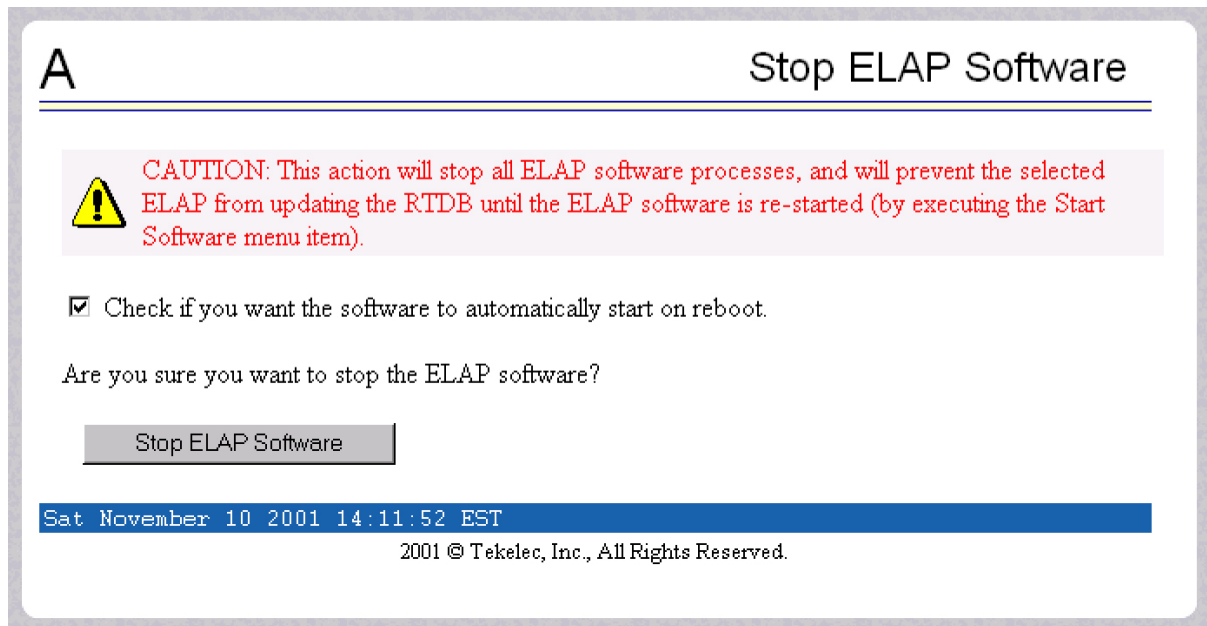 A
Stop ELAP Software
CAUTION: This action will stop all ELAP software processes, and will prevent the selected
ELAP from updating the RTDB until the ELAP software is re-started (by executing the Start
Software menu item).
Check if you want the software to automatically start on reboot.
Are you sure you want to stop the ELAP software?
Stop ELAP Software
Sat November 10 2001 14:11:52 EST
2001 © Tekelec, Inc., All Rights Reserved.